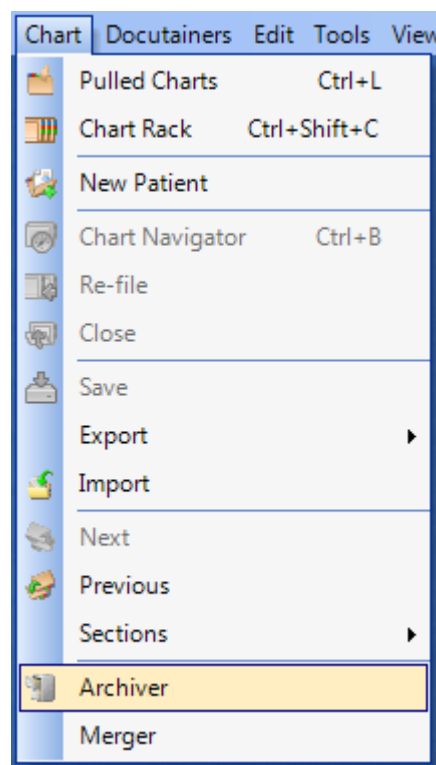 Chart Docutainers Edit Tools View
Pulled Charts Ctrl+L
Chart Rack Ctrl+Shift+C
New Patient
Chart Navigator Ctrl+B
Re-file
Close
Save
Export
Import
Next
Previous
Sections
Archiver
Merger